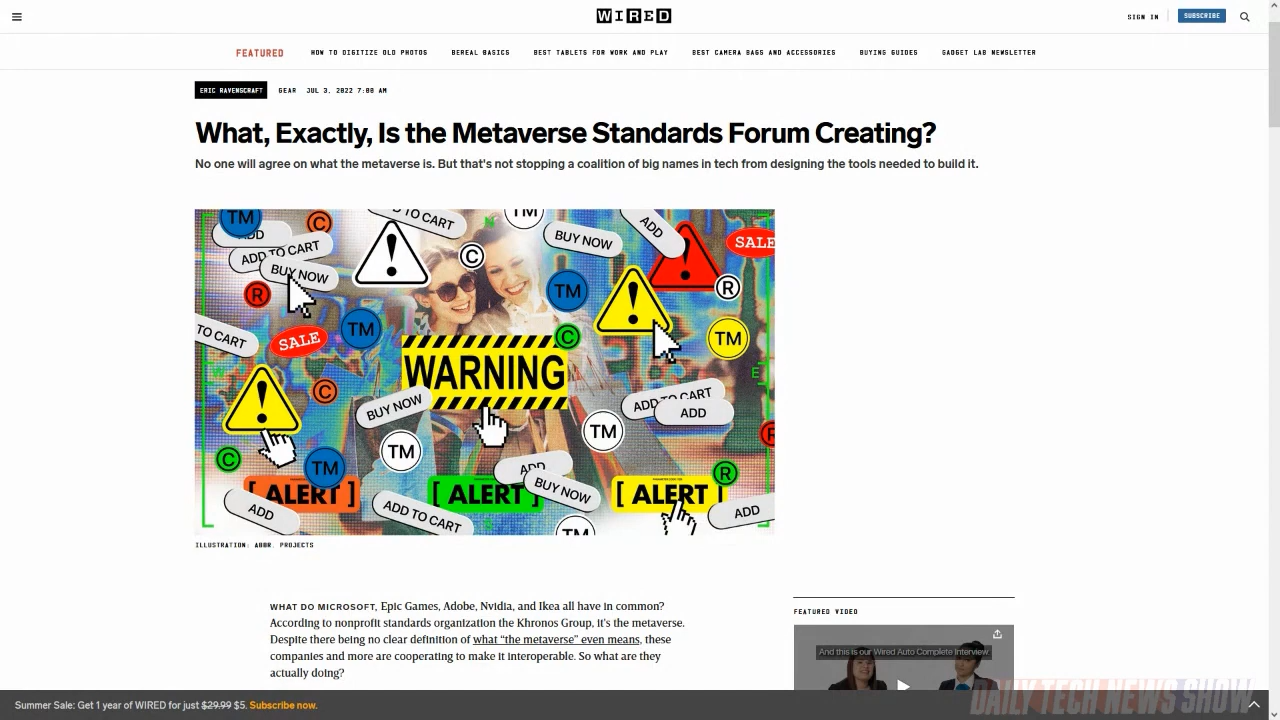 WIRED
SIGN IN
SUBSCRIBE
FEATURED
HOW TO DIGITIZE OLD PHOTOS
BEREAL BASICS
BEST TABLETS FOR WORK AND PLAY
BEST CAMERA BAGS AND ACCESSORIES
BUYING GUIDES
GADGET LAB NEWSLETTER
ERIC RAVENSCRAFT
GEAR
JUL 3, 2022 7:00 AM
What, Exactly, Is the Metaverse Standards Forum Creating?
No one will agree on what the metaverse is. But that's not stopping a coalition of big names in tech from designing the tools needed to build it.
TM
©
TO CART
TM
ADD
ADD
ADD TO CART
BUY NOW
SALE
BUY NOW
©
®
®
TM
TM
TO CART
SALE
TM
©
TM
WARNING
E
©
BUY NOW
ADD TO CART
ADD
TM
TM
R
©
TM
ADD
BUY NOW
®
[ ALERT ]
[ ALERT ]
[ ALERT ]
ADD
ADD TO CART
ADD
TM
ILLUSTRATION: ABBR. PROJECTS
WHAT DO MICROSOFT, Epic Games, Adobe, Nvidia, and Ikea all have in common?
According to nonprofit standards organization the Khronos Group, it's the metaverse.
Despite there being no clear definition of what “the metaverse” even means, these
companies and more are cooperating to make it interoperable. So what are they
actually doing?
FEATURED VIDEO
And this is our Wired Auto Complete Interview.
Summer Sale: Get 1 year of WIRED for just $29.99 $5. Subscribe now.
DAILY TECH NEWS SHOW